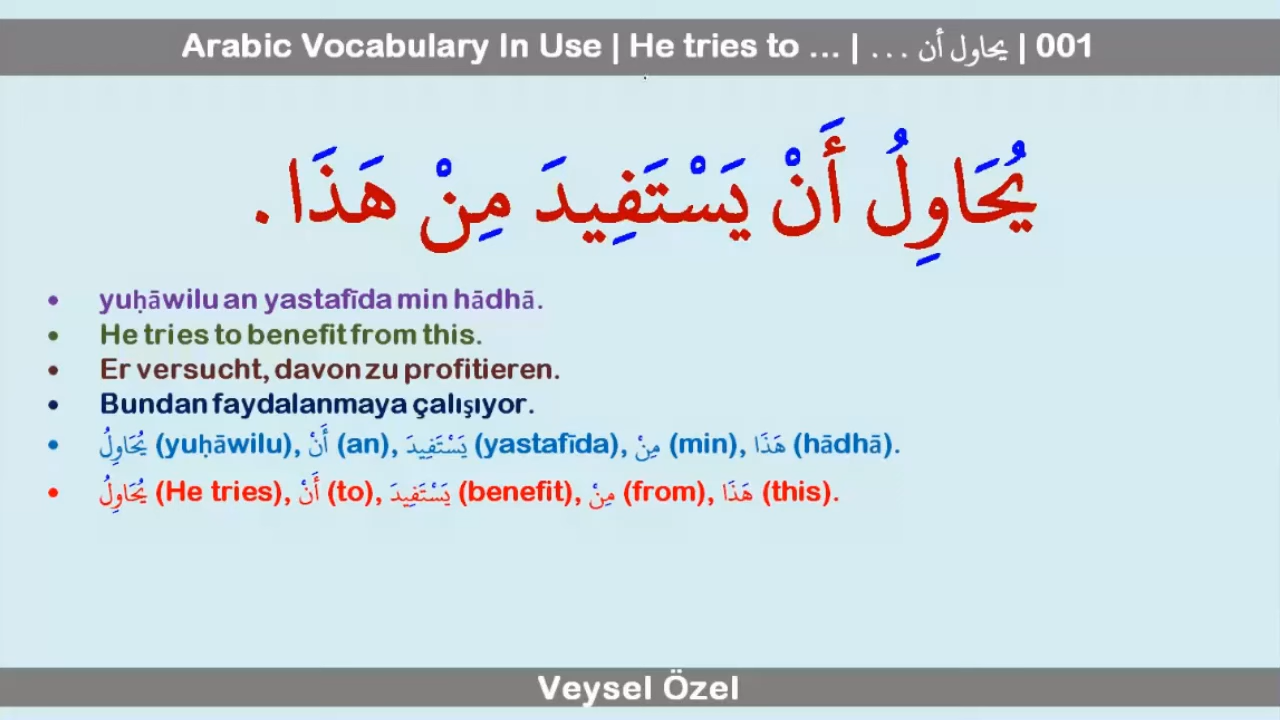 Arabic Vocabulary In Use | He tries to ... | يحاول أن ... | 001
يُحَاوِلُ أَنْ يَسْتَفِيدَ مِنْ هَذَا .
• yuḥāwilu an yastafīda min hādhā.
• He tries to benefit from this.
• Er versucht, davon zu profitieren.
• Bundan faydalanmaya çalışıyor.
• يُحَاوِلُ (yuḥāwilu), أَنْ (an), يَسْتَفِيدَ (yastafīda), مِنْ (min), هَذَا (hādhā).
• يُحَاوِلُ (He tries), أَنْ (to), يَسْتَفِيدَ (benefit), مِنْ (from), هَذَا (this).
Veysel Özel